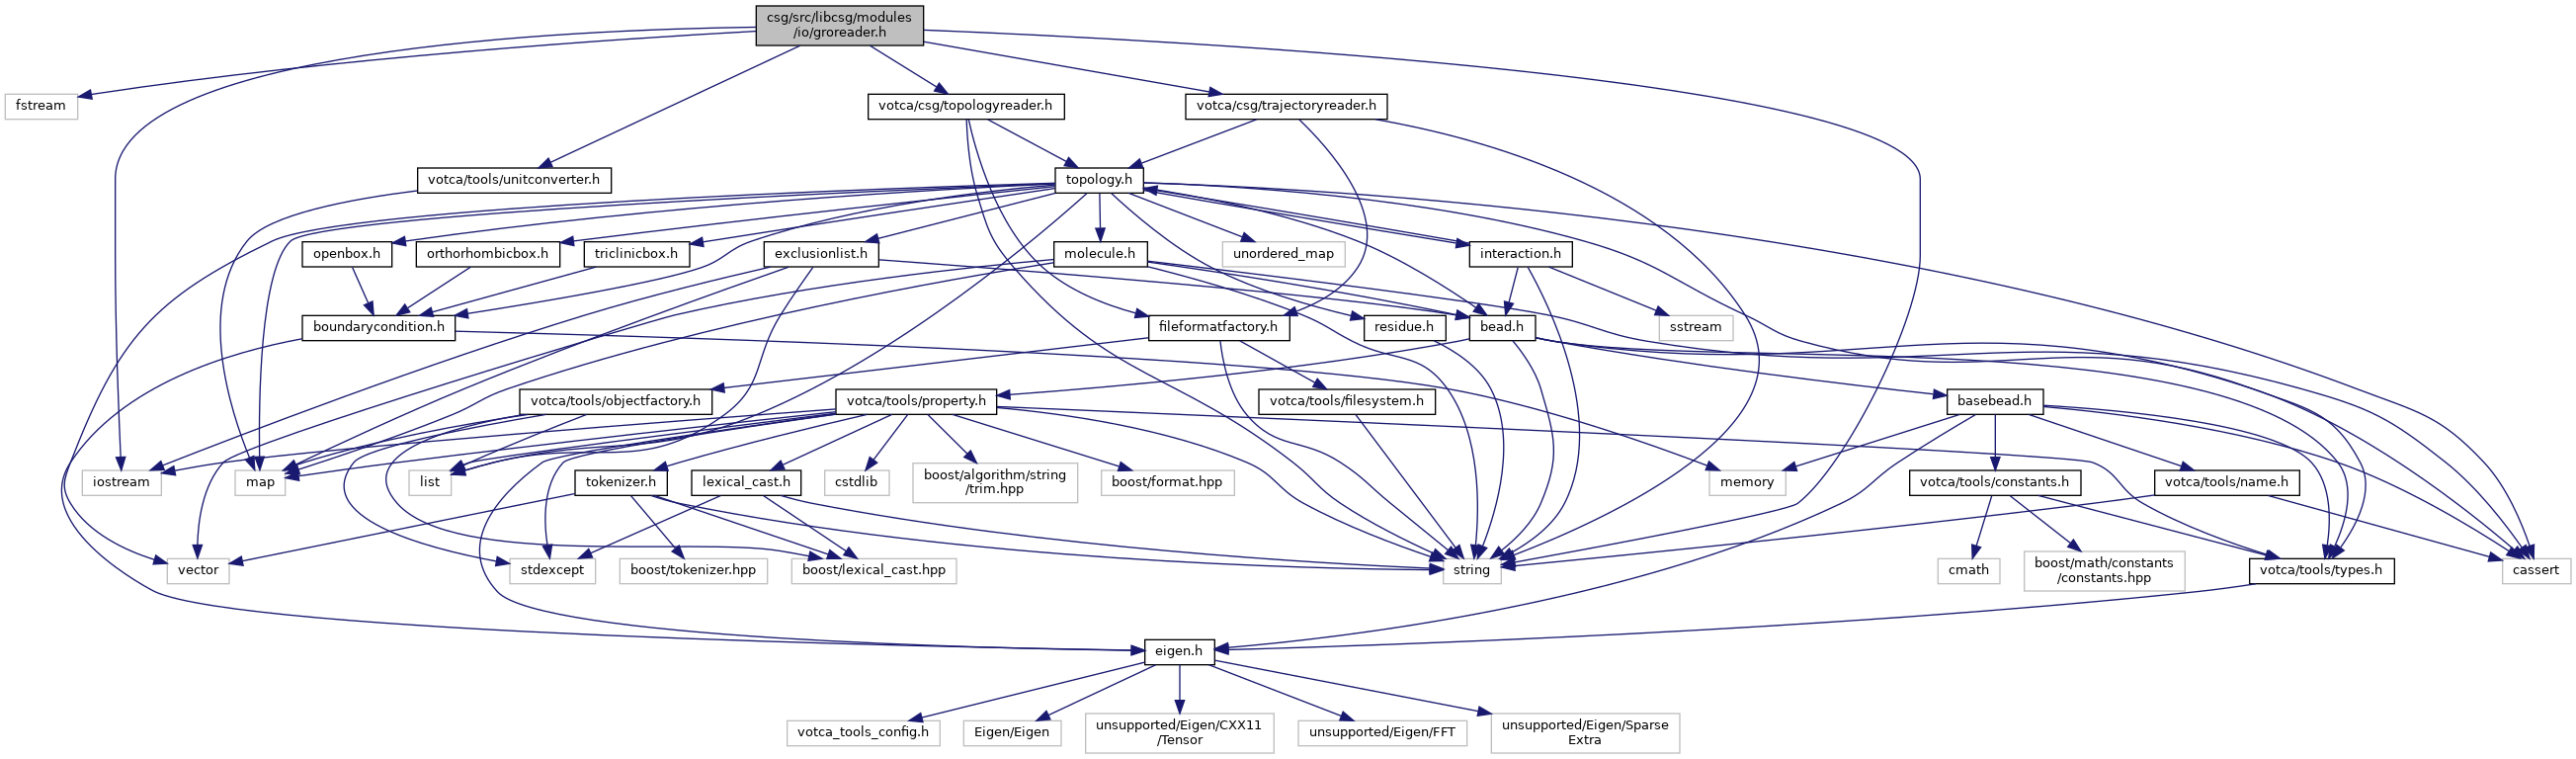 csg/src/libcsg/modules
/io/groreader.h
fstream
votca/csg/topologyreader.h
votca/csg/trajectoryreader.h
votca/tools/unitconverter.h
topology.h
openbox.h
orthorhombicbox.h
triclinicbox.h
exclusionlist.h
molecule.h
unordered_map
interaction.h
boundarycondition.h
fileformatfactory.h
residue.h
bead.h
sstream
votca/tools/objectfactory.h
votca/tools/property.h
votca/tools/filesystem.h
basebead.h
iostream
map
list
tokenizer.h
lexical_cast.h
cstdlib
boost/algorithm/string
/trim.hpp
boost/format.hpp
memory
votca/tools/constants.h
votca/tools/name.h
vector
stdexcept
boost/tokenizer.hpp
boost/lexical_cast.hpp
string
cmath
boost/math/constants
/constants.hpp
votca/tools/types.h
cassert
eigen.h
votca_tools_config.h
Eigen/Eigen
unsupported/Eigen/CXX11
/Tensor
unsupported/Eigen/FFT
unsupported/Eigen/Sparse
Extra